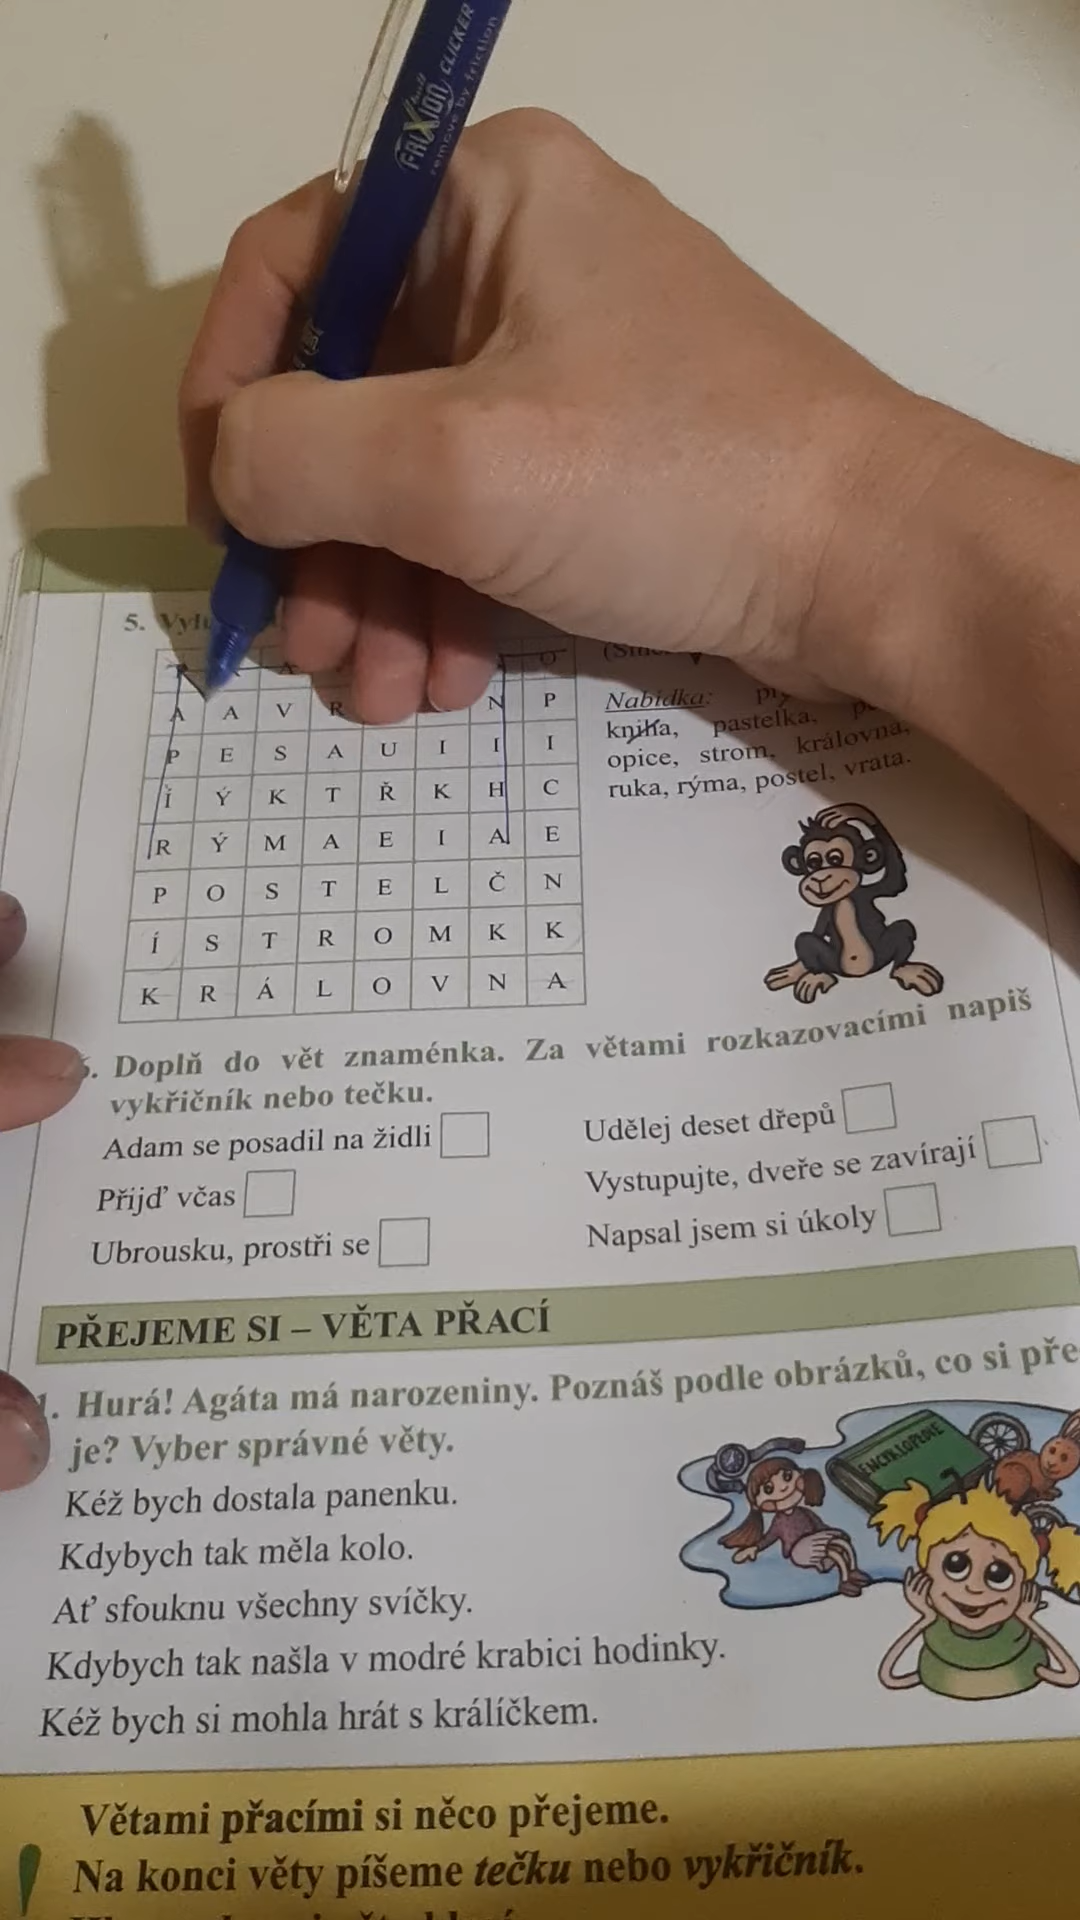 FRIXION ball CLICKER
remove by friction
5.
Nabídka:
kniha, pastelka,
opice, strom, královna,
ruka, rýma, postel, vrata.
A A V R N P
P E S A U I I I
Í Ý K T Ř K H C
R Ý M A E I A E
P O S T E L Č N
Í S T R O M K K
K R Á L O V N A
Doplň do vět znaménka. Za větami rozkazovacími napiš
vykřičník nebo tečku.
Adam se posadil na židli
Přijď včas
Ubrousku, prostři se
Udělej deset dřepů
Vystupujte, dveře se zavírají
Napsal jsem si úkoly
PŘEJEME SI – VĚTA PŘACÍ
1. Hurá! Agáta má narozeniny. Poznáš podle obrázků, co si pře
je? Vyber správné věty.
ENCYKLOPEDIE
Kéž bych dostala panenku.
Kdybych tak měla kolo.
Ať sfouknu všechny svíčky.
Kdybych tak našla v modré krabici hodinky.
Kéž bych si mohla hrát s králíčkem.
Větami přacími si něco přejeme.
! Na konci věty píšeme tečku nebo vykřičník.